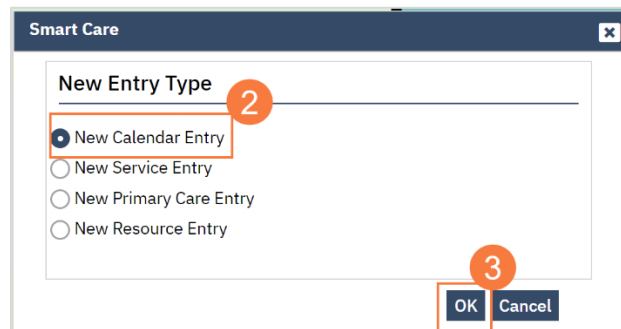 Smart Care
New Entry Type
2
New Calendar Entry
New Service Entry
New Primary Care Entry
New Resource Entry
3
OK Cancel